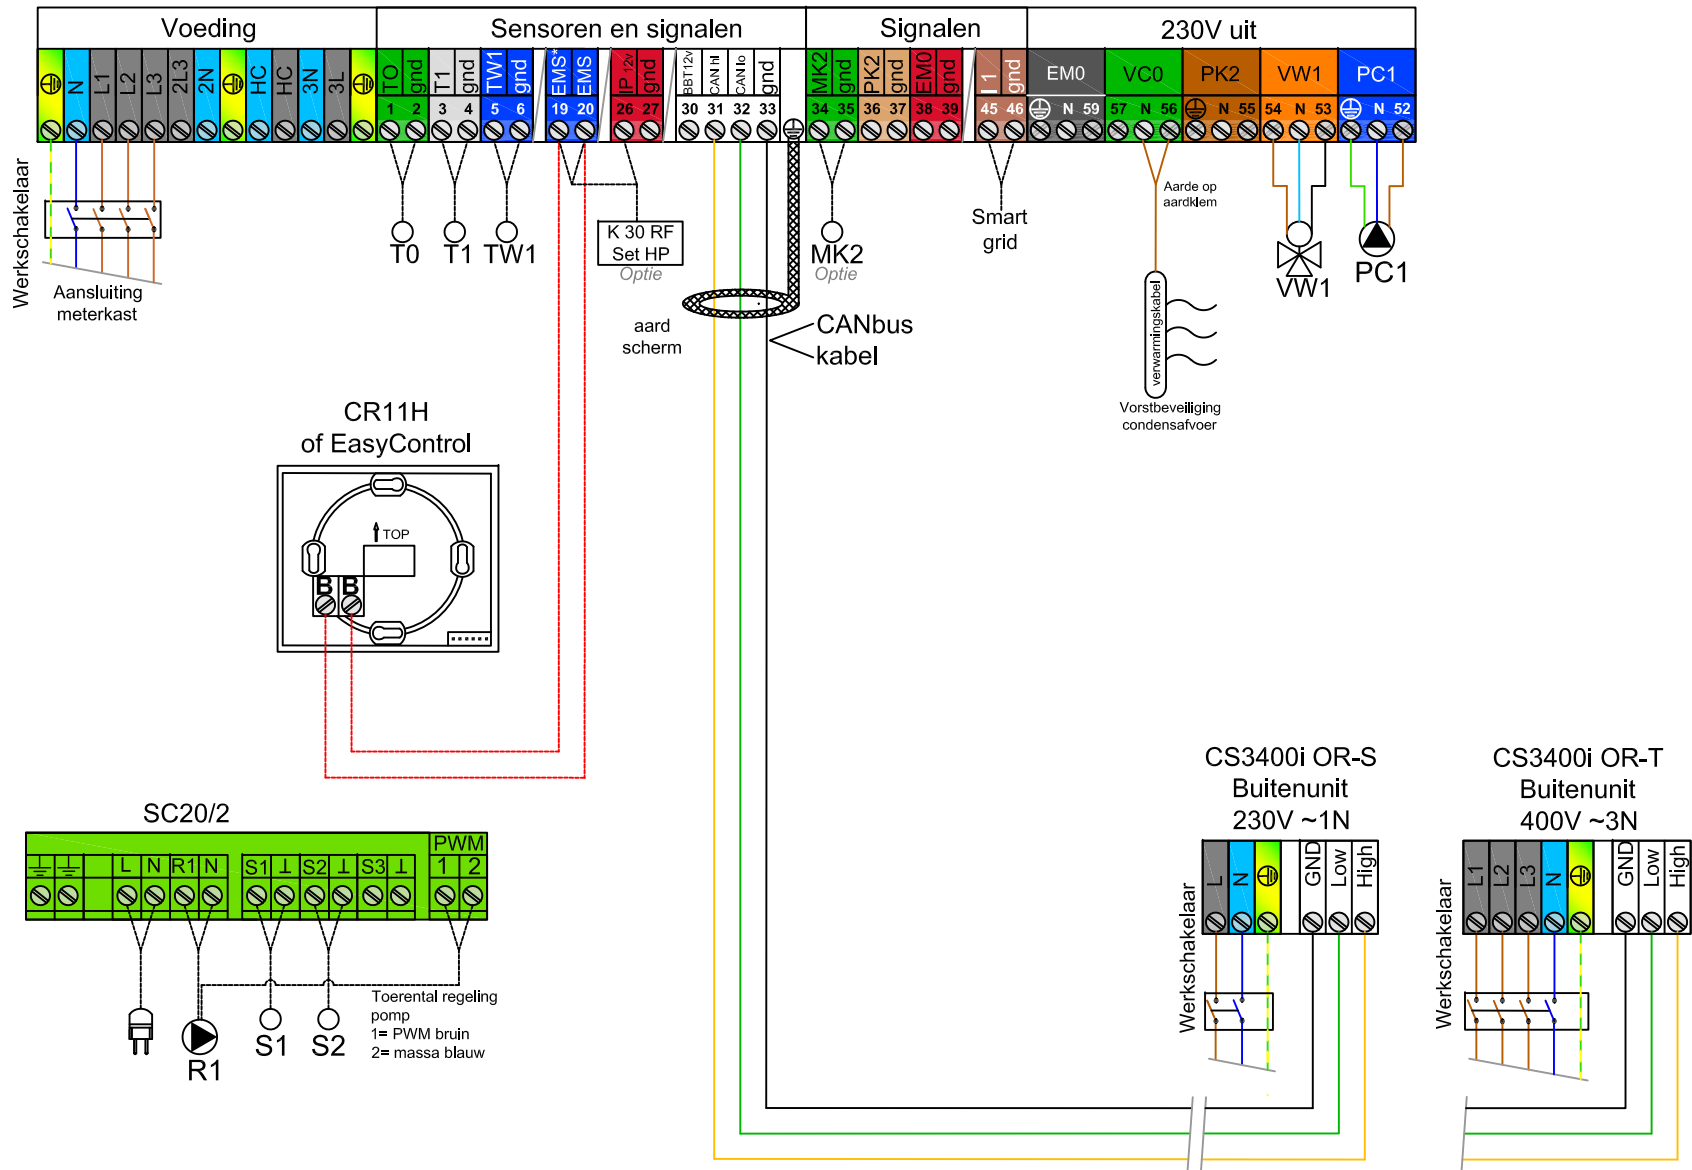 Voeding
Sensoren en signalen
Signalen
230V uit
N L1 L2 L3 2L3 2N HC HC 3N 3L
TO gnd T1 gnd TW1 gnd EMS* EMS IP 12v gnd BBT12v CAN hi CAN lo gnd
MK2 gnd PK2 gnd EM0 gnd I 1 gnd
EM0 VC0 PK2 VW1 PC1
1 2 3 4 5 6 19 20 26 27 30 31 32 33
34 35 36 37 38 39 45 46
N 59 57 N 56 N 55 54 N 53 N 52
Werkschakelaar
Aansluiting
meterkast
T0 T1 TW1
K 30 RF
Set HP
Optie
MK2
Optie
Smart
grid
Aarde op
aardklem
VW1
PC1
aard
scherm
CANbus
kabel
verwarmingskabel
Vorstbeveiliging
condensafvoer
CR11H
of EasyControl
TOP
B B
SC20/2
PWM
L N R1 N S1 ⊥ S2 ⊥ S3 ⊥ 1 2
Toerental regeling
pomp
1= PWM bruin
2= massa blauw
R1
S1 S2
CS3400i OR-S
Buitenunit
230V ~1N
L N GND Low High
Werkschakelaar
CS3400i OR-T
Buitenunit
400V ~3N
L1 L2 L3 N GND Low High
Werkschakelaar